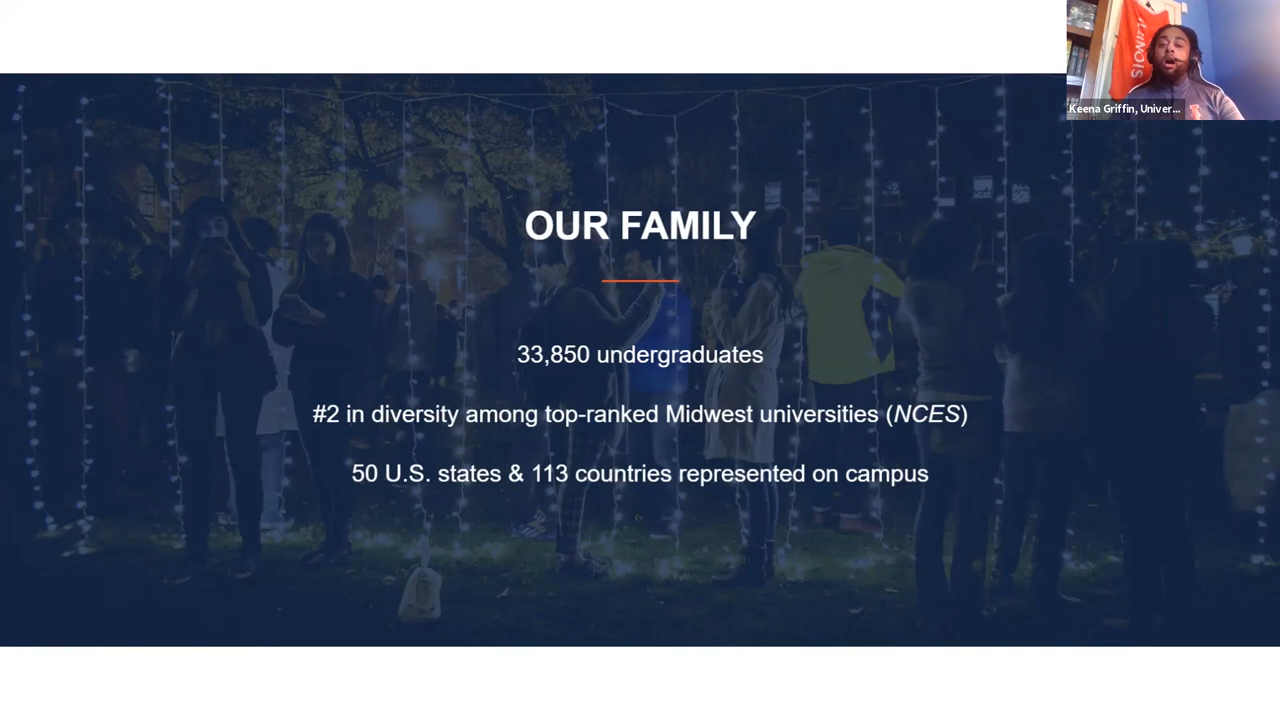 ILLINOIS
Keena Griffin, Univer...
OUR FAMILY
33,850 undergraduates
#2 in diversity among top-ranked Midwest universities (NCES)
50 U.S. states & 113 countries represented on campus